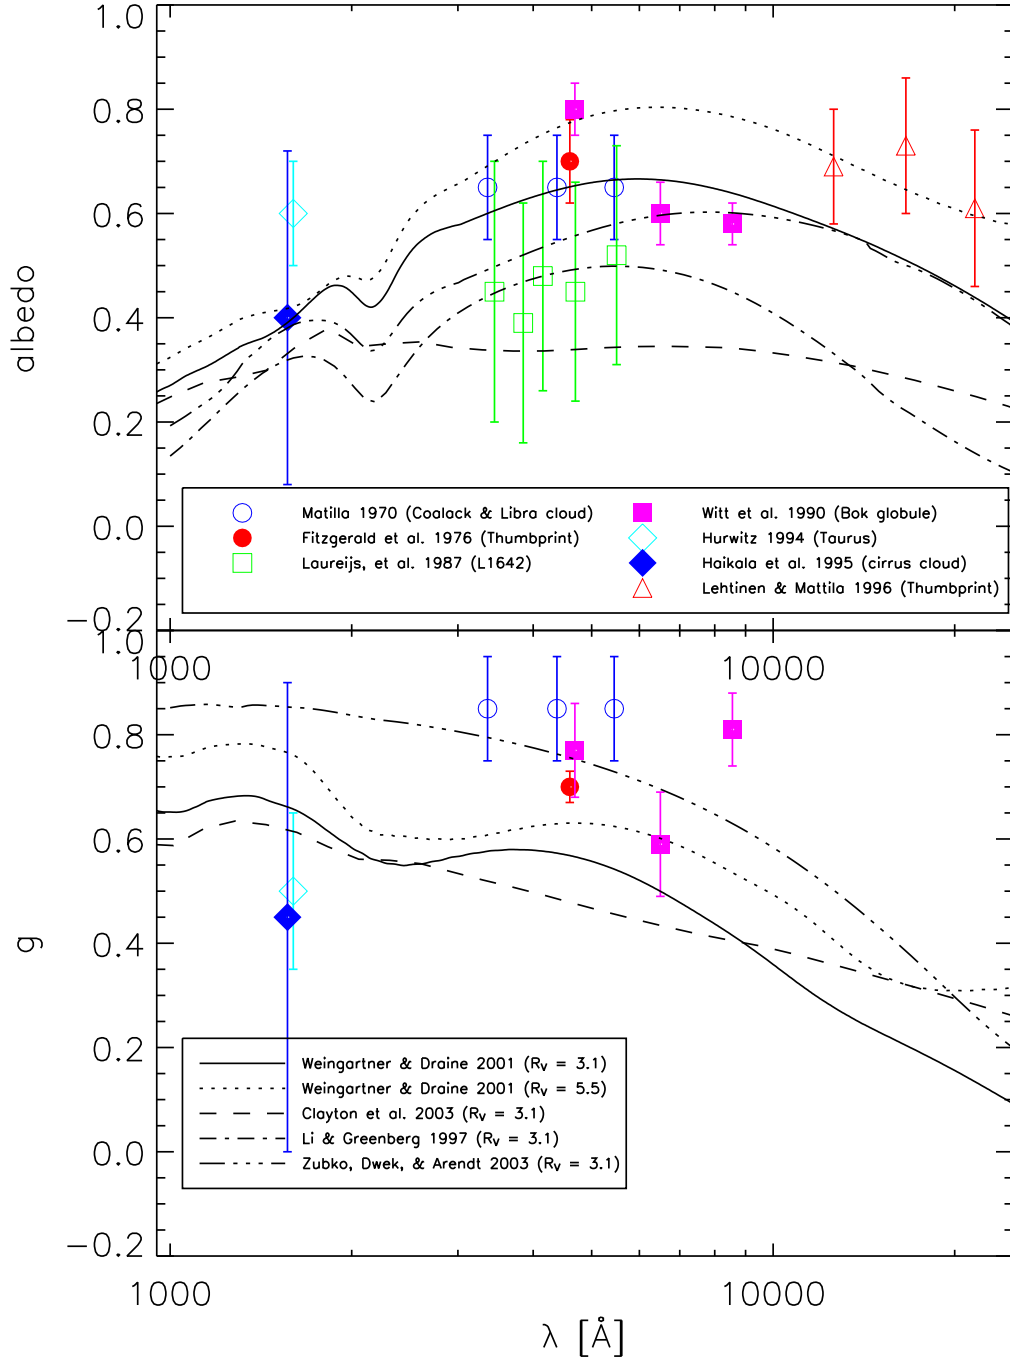 1.0
0.8
0.6
0.4
0.2
0.0
−0.2
albedo
Matilla 1970 (Coalack & Libra cloud)
Fitzgerald et al. 1976 (Thumbprint)
Laureijs, et al. 1987 (L1642)
Witt et al. 1990 (Bok globule)
Hurwitz 1994 (Taurus)
Haikala et al. 1995 (cirrus cloud)
Lehtinen & Mattila 1996 (Thumbprint)
1000
10000
1.0
0.8
0.6
0.4
0.2
0.0
−0.2
g
Weingartner & Draine 2001 (Rv = 3.1)
Weingartner & Draine 2001 (Rv = 5.5)
Clayton et al. 2003 (Rv = 3.1)
Li & Greenberg 1997 (Rv = 3.1)
Zubko, Dwek, & Arendt 2003 (Rv = 3.1)
1000
10000
λ [Å]